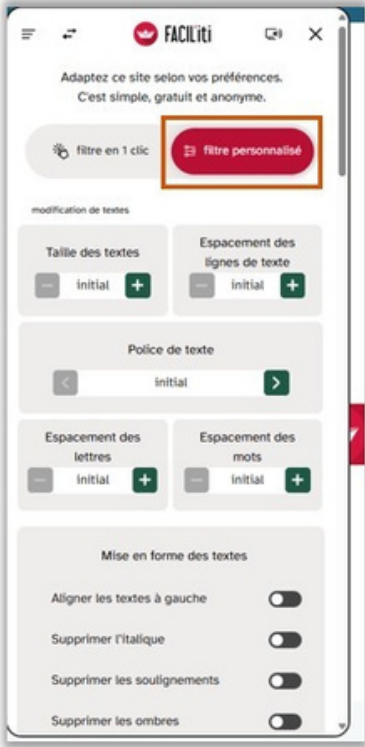 FACIL'iti
Adaptez ce site selon vos préférences.
C'est simple, gratuit et anonyme.
filtre en 1 clic
filtre personnalisé
modification de textes
Taille des textes
initial
Espacement des
lignes de texte
initial
Police de texte
initial
Espacement des
lettres
initial
Espacement des
mots
initial
Mise en forme des textes
Aligner les textes à gauche
Supprimer l'italique
Supprimer les soulignements
Supprimer les ombres